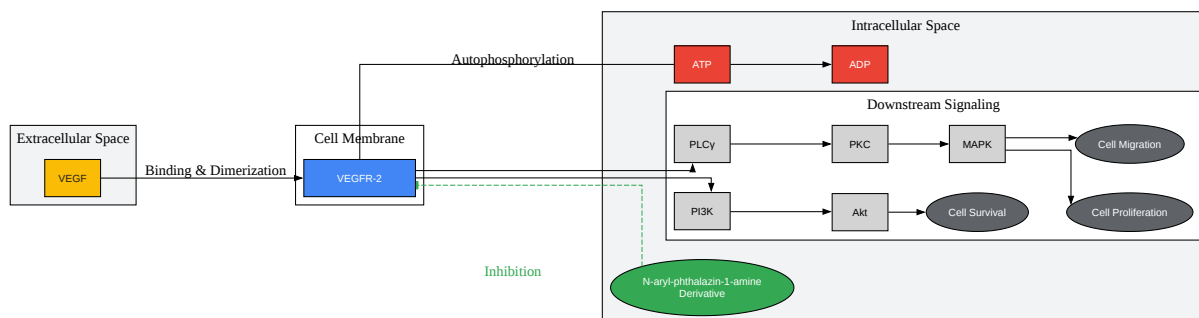 Intracellular Space
Autophosphorylation
ATP
ADP
Downstream Signaling
Extracellular Space
Cell Membrane
PLCγ
PKC
MAPK
Cell Migration
VEGF
Binding & Dimerization
VEGFR-2
PI3K
Akt
Cell Survival
Cell Proliferation
Inhibition
N-aryl-phthalazin-1-amine
Derivative